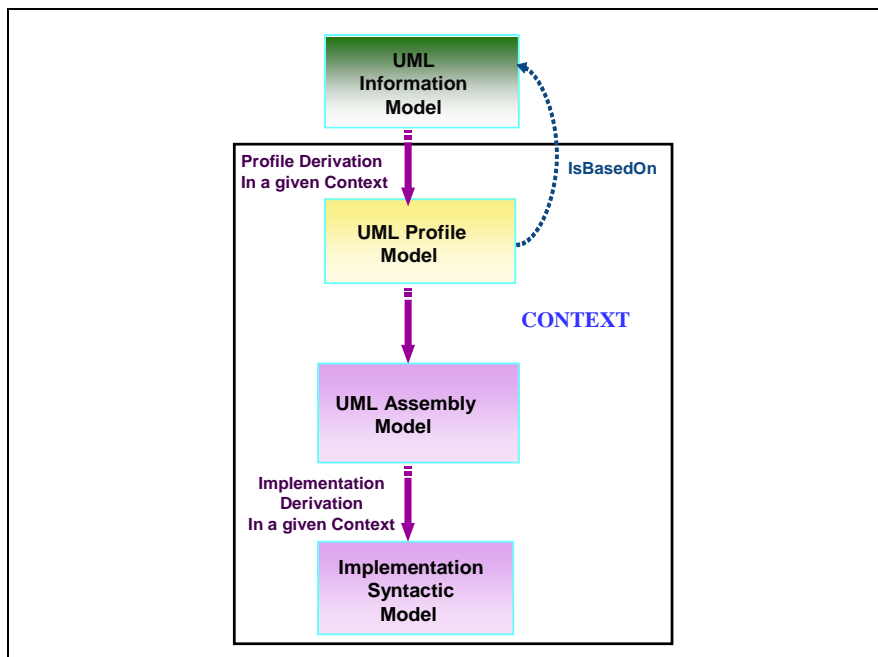 UML
Information
Model
Profile Derivation
In a given Context
IsBasedOn
UML Profile
Model
CONTEXT
UML Assembly
Model
Implementation
Derivation
In a given Context
Implementation
Syntactic
Model